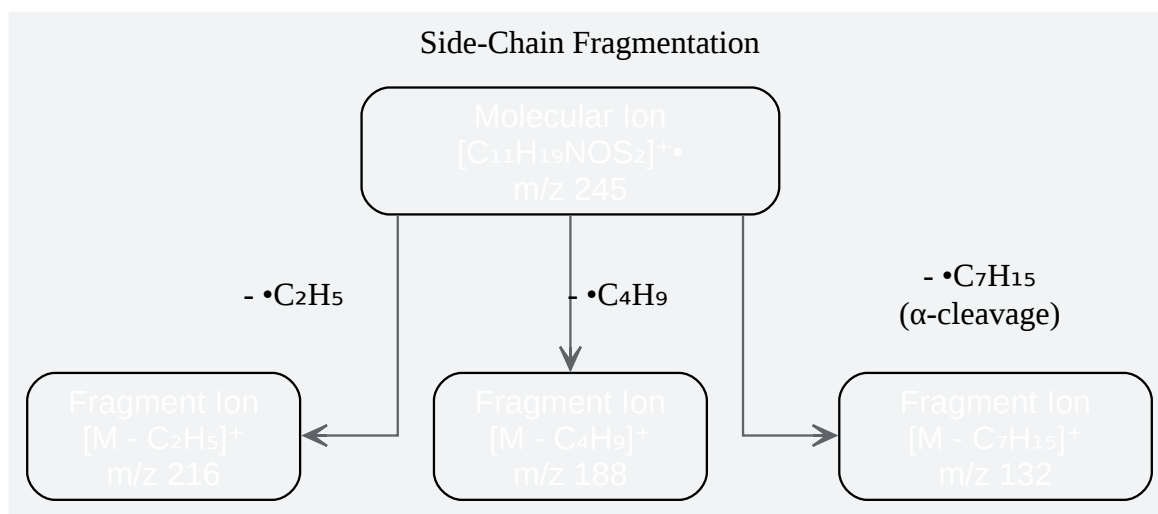 Side-Chain Fragmentation
Molecular Ion
[C₁₁H₁₉NOS₂]⁺•
m/z 245
- •C₂H₅
- •C₄H₉
- •C₇H₁₅
(α-cleavage)
Fragment Ion
[M - C₂H₅]⁺
m/z 216
Fragment Ion
[M - C₄H₉]⁺
m/z 188
Fragment Ion
[M - C₇H₁₅]⁺
m/z 132